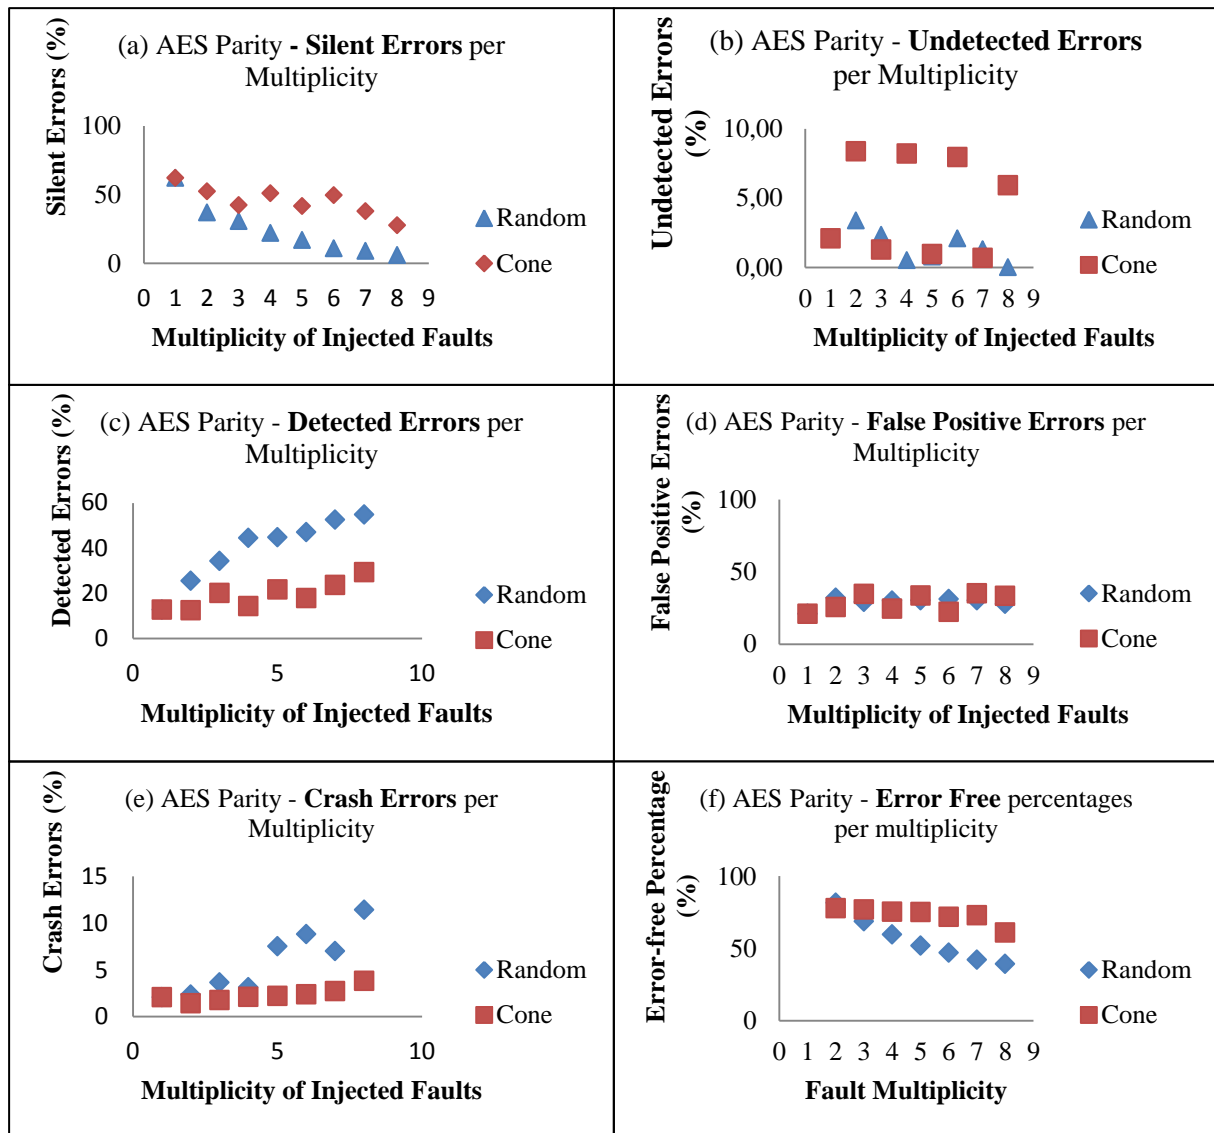 (a) AES Parity - Silent Errors per
Multiplicity
Silent Errors (%)
100
50
0
0 1 2 3 4 5 6 7 8 9
Multiplicity of Injected Faults
Random
Cone
(b) AES Parity - Undetected Errors
per Multiplicity
Undetected Errors
(%)
10,00
5,00
0,00
0 1 2 3 4 5 6 7 8 9
Multiplicity of Injected Faults
Random
Cone
(c) AES Parity - Detected Errors per
Multiplicity
Detected Errors (%)
60
40
20
0
0 5 10
Multiplicity of Injected Faults
Random
Cone
(d) AES Parity - False Positive Errors per
Multiplicity
False Positive Errors
(%)
100
50
0
0 1 2 3 4 5 6 7 8 9
Multiplicity of Injected Faults
Random
Cone
(e) AES Parity - Crash Errors per
Multiplicity
Crash Errors (%)
15
10
5
0
0 5 10
Multiplicity of Injected Faults
Random
Cone
(f) AES Parity - Error Free percentages
per multiplicity
Error-free Percentage
(%)
100
50
0
0 1 2 3 4 5 6 7 8 9
Fault Multiplicity
Random
Cone